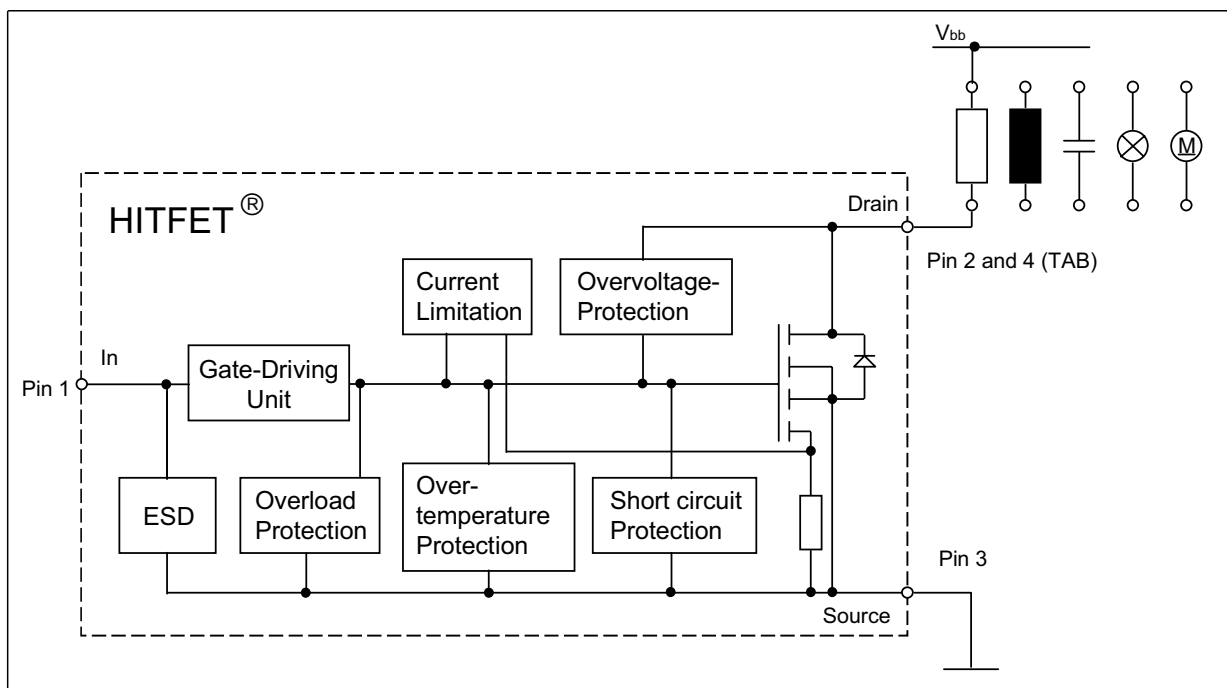 Vbb
HITFET ®
Drain
Pin 2 and 4 (TAB)
Current
Limitation
Overvoltage-
Protection
In
Pin 1
Gate-Driving
Unit
M
ESD
Overload
Protection
Over-
temperature
Protection
Short circuit
Protection
Pin 3
Source